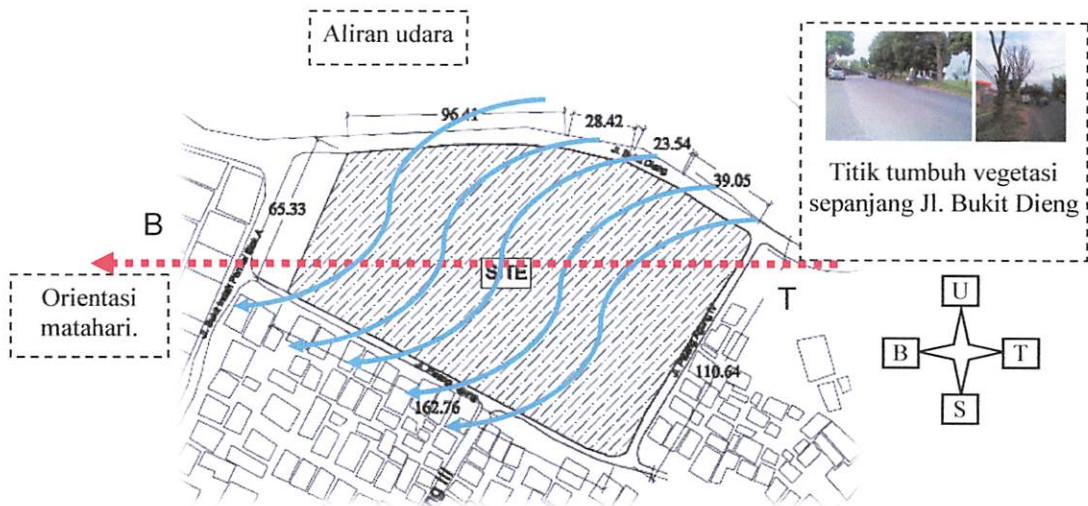 Aliran udara
Titik tumbuh vegetasi
sepanjang Jl. Bukit Dieng
96.41
28.42
23.54
39.05
65.33
B
SITE
Orientasi
matahari.
T
110.64
162.76
U
B
T
S